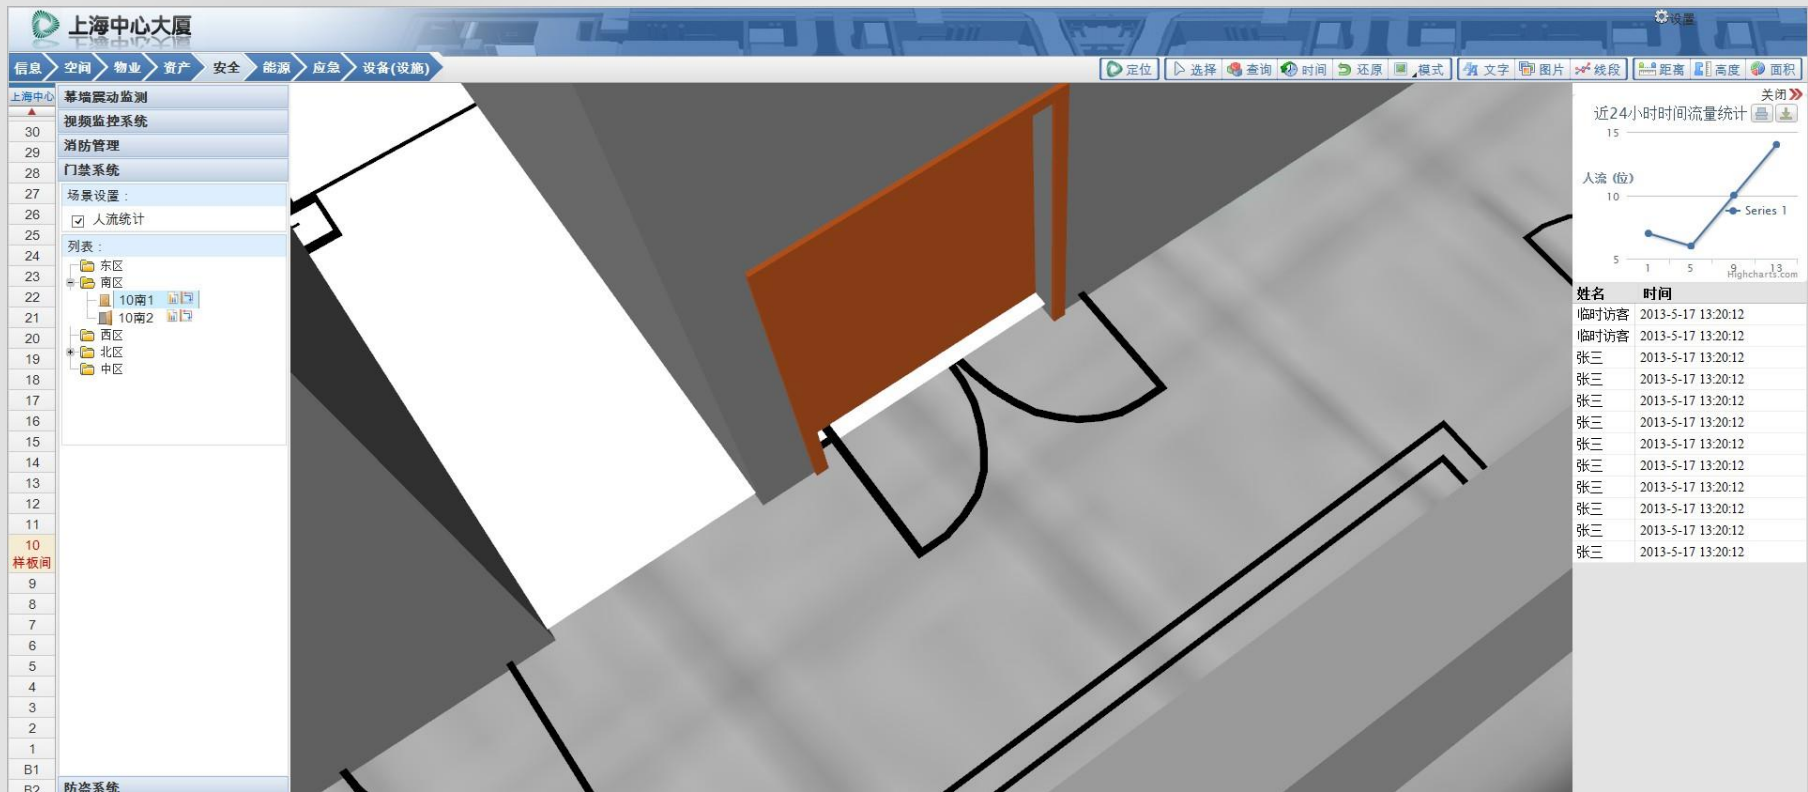 上海中心大厦
设置
信息 空间 物业 资产 安全 能源 应急 设备(设施)
定位 选择 查询 时间 还原 模式 文字 图片 线段 距离 高度 面积
上海中心
30
29
28
27
26
25
24
23
22
21
20
19
18
17
16
15
14
13
12
11
10
样板间
9
8
7
6
5
4
3
2
1
B1
B2
幕墙震动监测
视频监控系统
消防管理
门禁系统
场景设置：
人流统计
列表：
东区
南区
10南1
10南2
西区
北区
中区
防盗系统
关闭
近24小时时间流量统计
15
人流 (位)
10
Series 1
5
1 5 9 13
Highcharts.com
姓名 时间
临时访客 2013-5-17 13:20:12
临时访客 2013-5-17 13:20:12
张三 2013-5-17 13:20:12
张三 2013-5-17 13:20:12
张三 2013-5-17 13:20:12
张三 2013-5-17 13:20:12
张三 2013-5-17 13:20:12
张三 2013-5-17 13:20:12
张三 2013-5-17 13:20:12
张三 2013-5-17 13:20:12
张三 2013-5-17 13:20:12
张三 2013-5-17 13:20:12